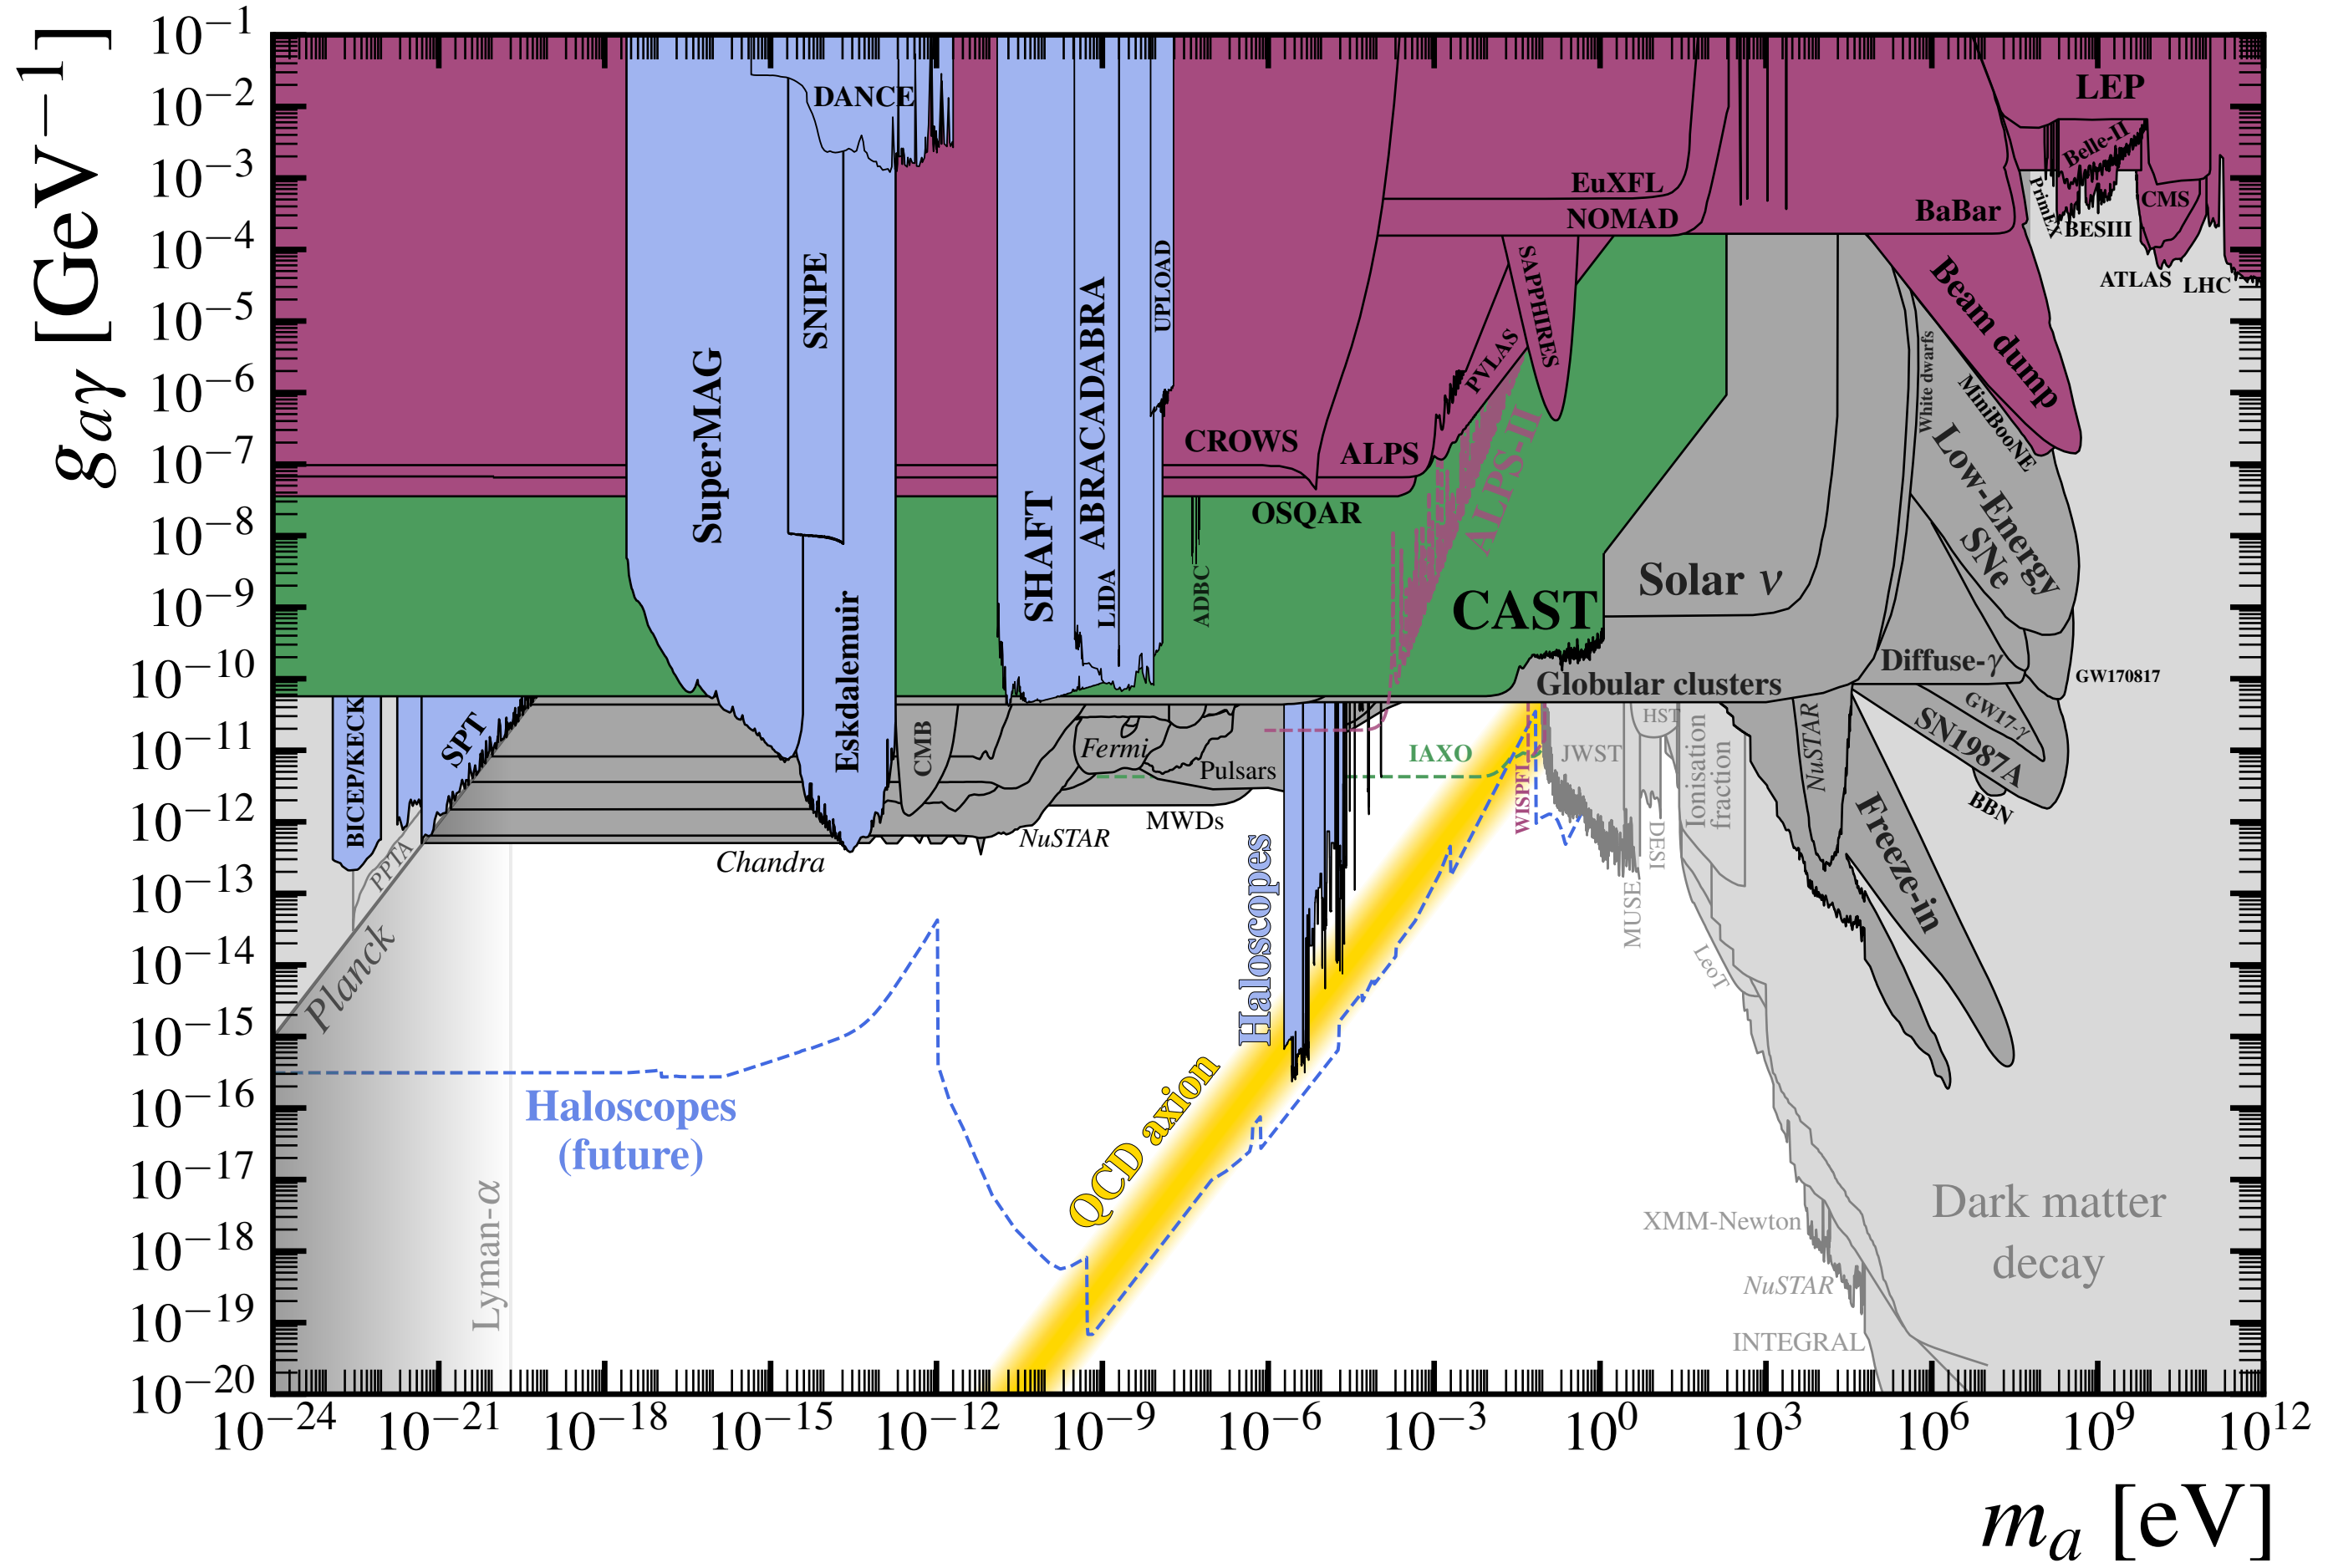 g_{aγ} [GeV^{−1}]
10^{−1}
10^{−2}
10^{−3}
10^{−4}
10^{−5}
10^{−6}
10^{−7}
10^{−8}
10^{−9}
10^{−10}
10^{−11}
10^{−12}
10^{−13}
10^{−14}
10^{−15}
10^{−16}
10^{−17}
10^{−18}
10^{−19}
10^{−20}
DANCE
SNIPE
SuperMAG
Eskdalemuir
SHAFT
ABRACADABRA
LIDA
UPLOAD
ADBC
CROWS
ALPS
OSQAR
PVLAS
SAPPHIRES
ALPS-II
EuXFL
NOMAD
BaBar
LEP
Belle-II
PrimEX
BESIII
CMS
ATLAS
LHC
Beam dump
MiniBooNE
White dwarfs
Low-Energy
SNe
CAST
Solar ν
Globular clusters
Diffuse-γ
GW170817
GW17-γ
SN1987A
BBN
NuSTAR
Freeze-in
BICEP/KECK
SPT
PPTA
Planck
Lyman-α
CMB
Fermi
Pulsars
MWDs
NuSTAR
Chandra
IAXO
WISPFI
JWST
HST
MUSE
DESI
Ionisation
fraction
LeoT
Haloscopes
QCD axion
Haloscopes
(future)
XMM-Newton
NuSTAR
INTEGRAL
Dark matter
decay
10^{−24}
10^{−21}
10^{−18}
10^{−15}
10^{−12}
10^{−9}
10^{−6}
10^{−3}
10^{0}
10^{3}
10^{6}
10^{9}
10^{12}
m_a [eV]